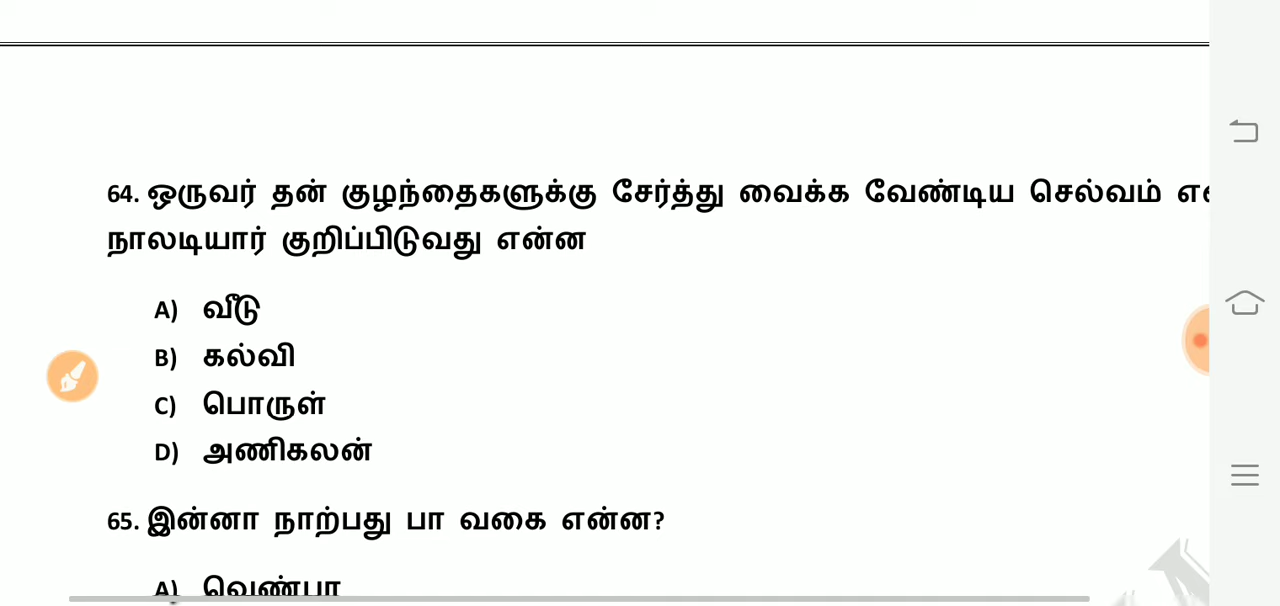 64. ஒருவர் தன் குழந்தைகளுக்கு சேர்த்து வைக்க வேண்டிய செல்வம்
நாலடியார் குறிப்பிடுவது என்ன
A) வீடு
B) கல்வி
C) பொருள்
D) அணிகலன்
65. இன்னா நாற்பது பா வகை என்ன?
A) வெண்பா